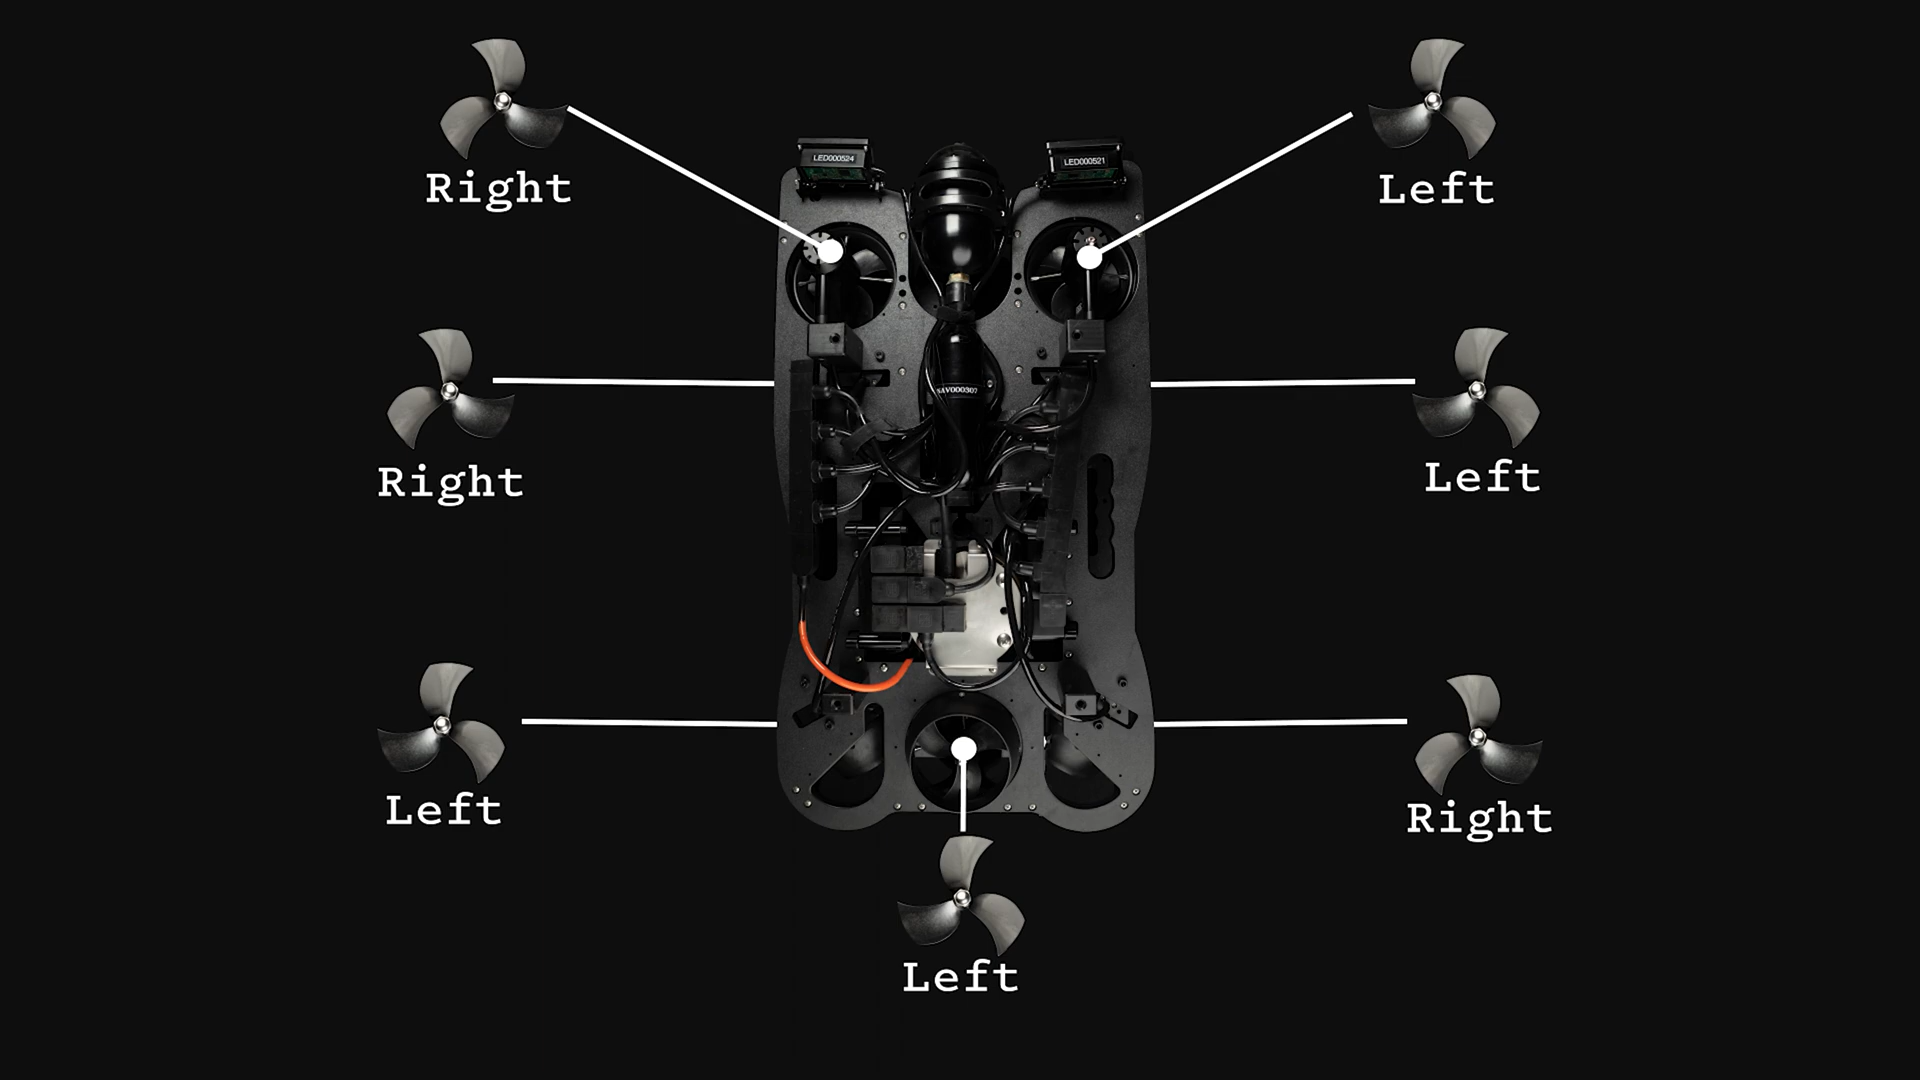 Right
Left
LED000524
LED000521
Right
Left
SAV000307
Left
Right
Left